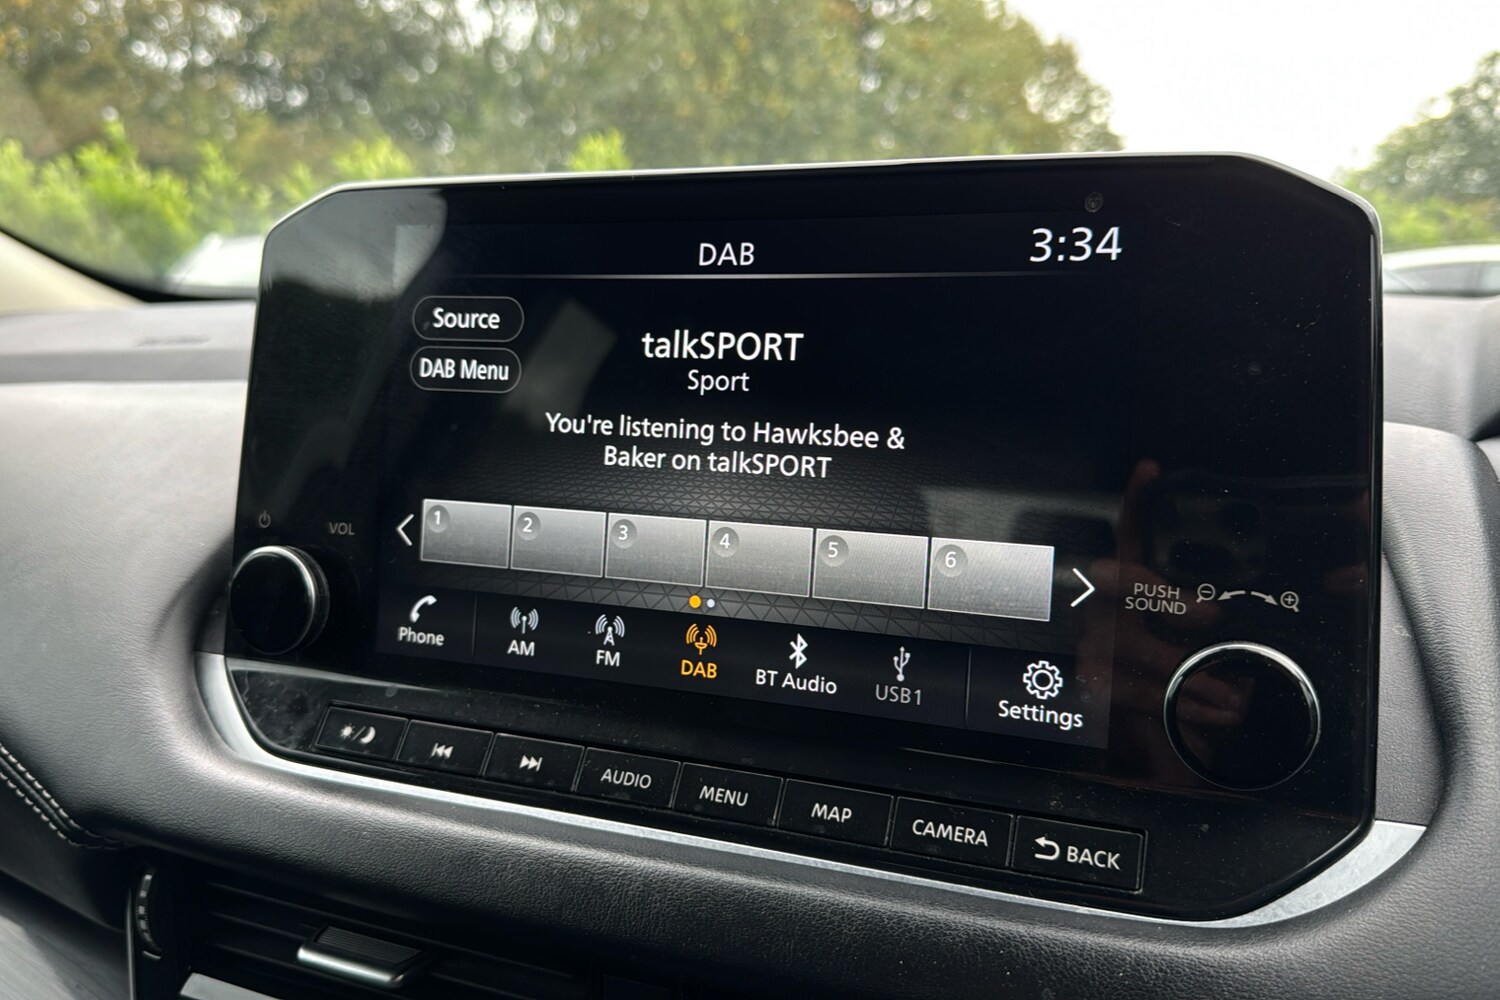 DAB
3:34
Source
DAB Menu
talkSPORT
Sport
You're listening to Hawksbee &
Baker on talkSPORT
VOL
1 2 3 4 5 6
PUSH
SOUND
Phone
AM
FM
DAB
BT Audio
USB1
Settings
AUDIO
MENU
MAP
CAMERA
BACK